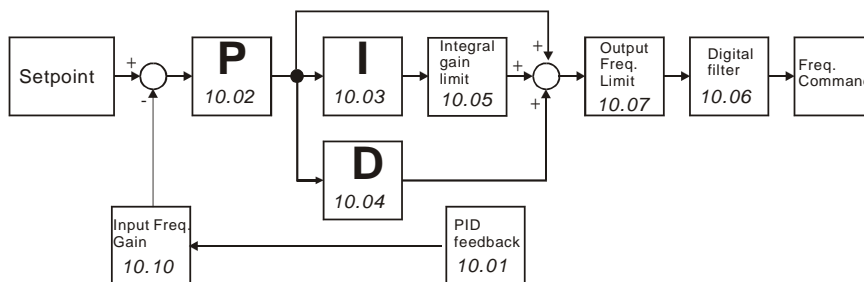 Setpoint
+
-
P
10.02
I
10.03
Integral
gain
limit
10.05
+
+
+
Output
Freq.
Limit
10.07
Digital
filter
10.06
Freq.
Command
D
10.04
Input Freq.
Gain
10.10
PID
feedback
10.01